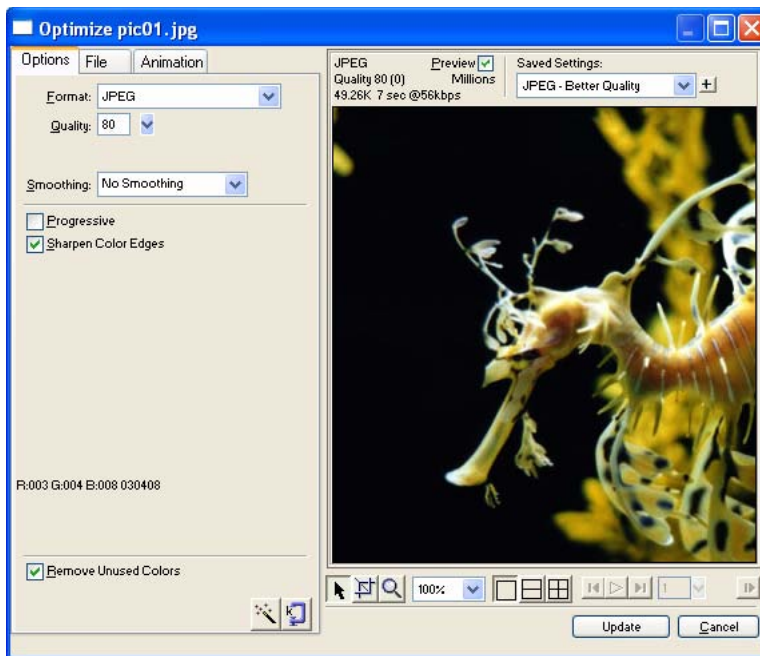 Optimize pic01.jpg
Options File Animation
Format: JPEG
Quality: 80
Smoothing: No Smoothing
Progressive
Sharpen Color Edges
R:003 G:004 B:008 030408
Remove Unused Colors
K
JPEG Preview
Quality 80 (0) Millions
49.26K 7 sec @56kbps
Saved Settings:
JPEG - Better Quality
100%
1
Update Cancel